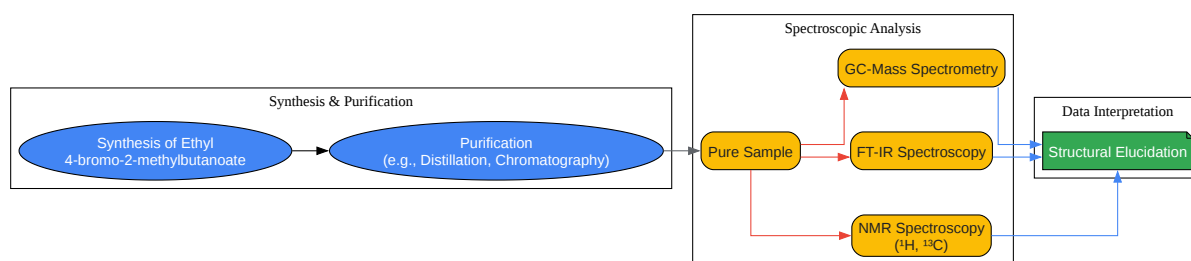 Synthesis & Purification
Synthesis of Ethyl
4-bromo-2-methylbutanoate
Purification
(e.g., Distillation, Chromatography)
Spectroscopic Analysis
Pure Sample
GC-Mass Spectrometry
FT-IR Spectroscopy
NMR Spectroscopy
(¹H, ¹³C)
Data Interpretation
Structural Elucidation